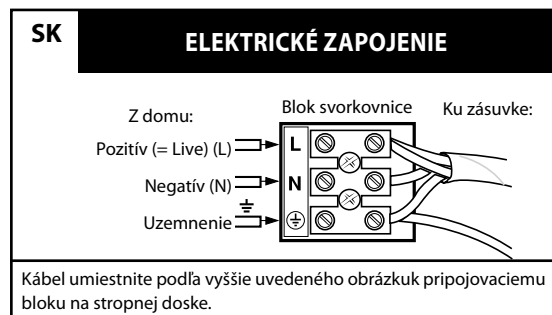 SK
ELEKTRICKÉ ZAPOJENIE
Z domu:
Blok svorkovnice
Ku zásuvke:
Pozitív (= Live) (L)
L
Negatív (N)
N
Uzemnenie
Kábel umiestnite podľa vyššie uvedeného obrázkuk pripojovaciemu
bloku na stropnej doske.